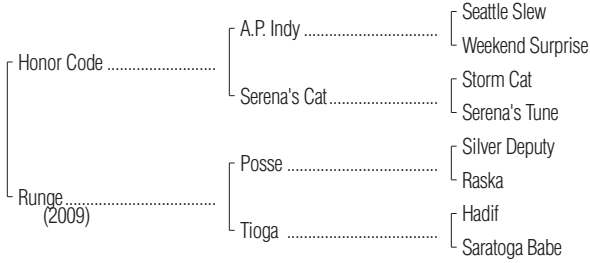 Seattle Slew
A.P. Indy ................................
Weekend Surprise
Honor Code ..........................
Storm Cat
Serena's Cat..........................
Serena's Tune
Silver Deputy
Posse ....................................
Raska
Runge....................................
(2009)
Hadif
Tioga ....................................
Saratoga Babe